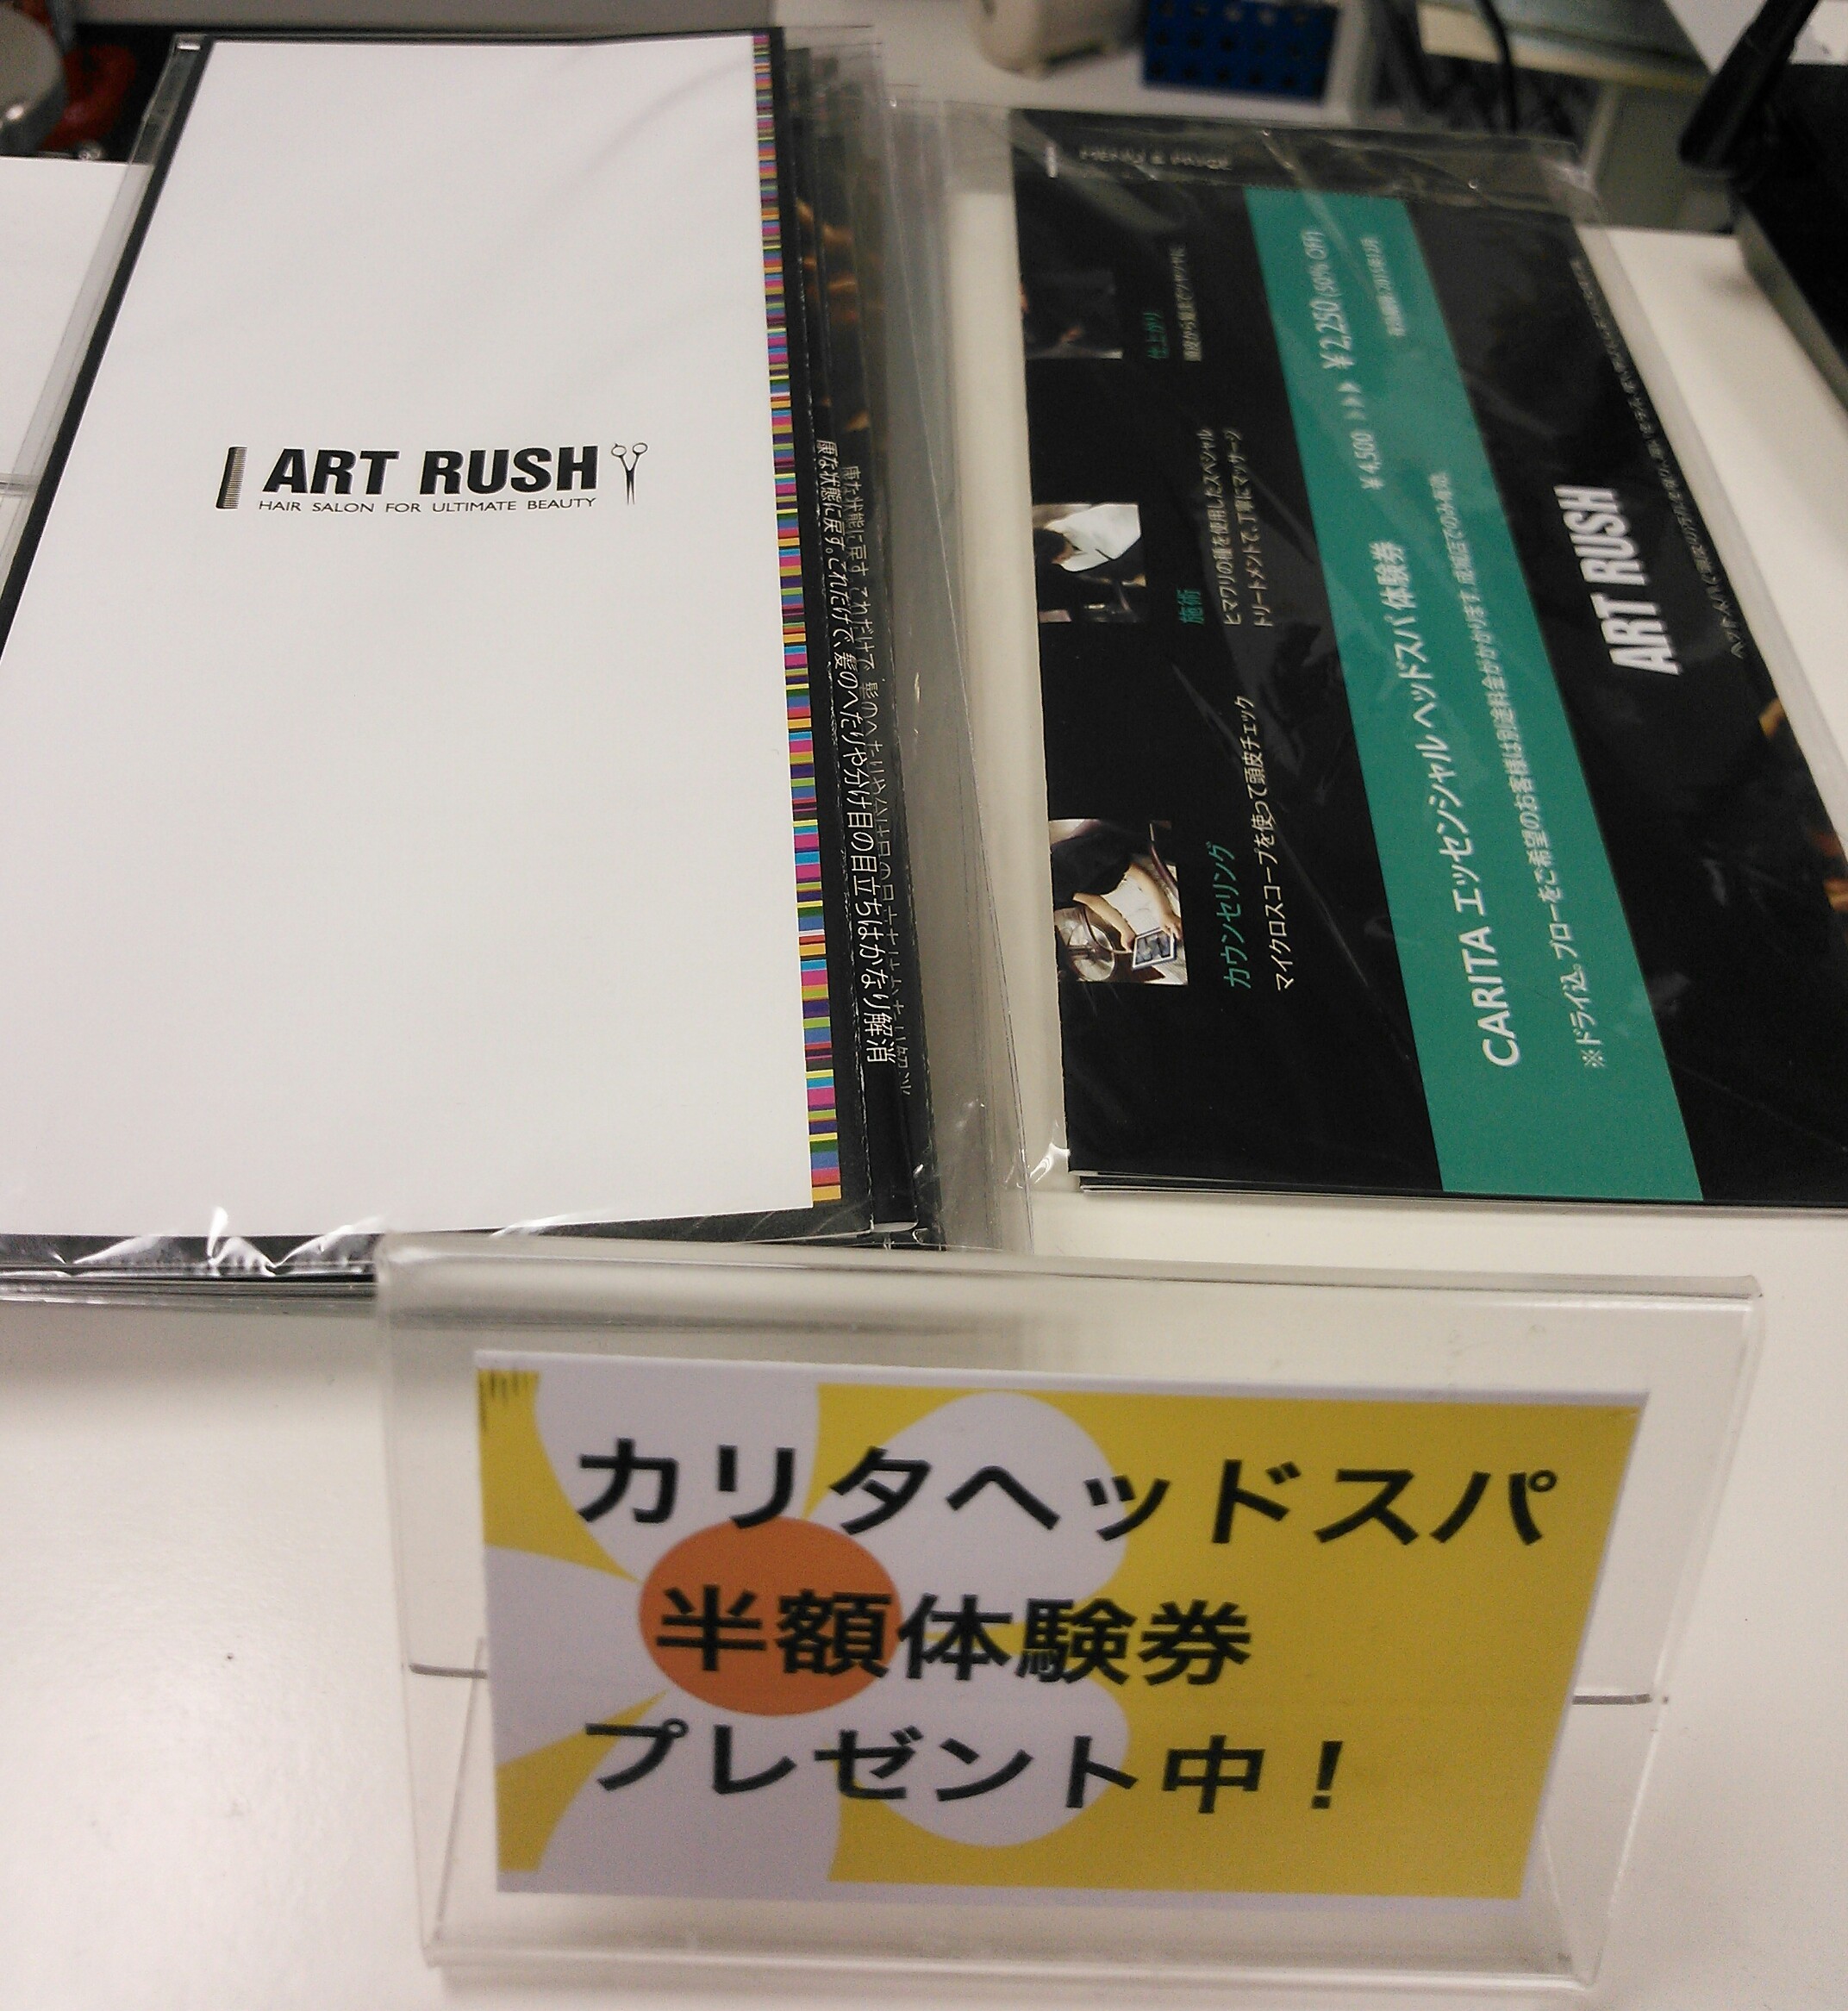 ART RUSH
HAIR SALON FOR ULTIMATE BEAUTY
康な状態に戻す。これだけで、髪のへたりや分け目の目立ちはかなり解消
カウンセリング
マイクロスコープを使って頭皮チェック
施術
ヒマワリの種を使用したスペシャル
トリートメントで、丁寧にマッサージ
仕上がり
CARITA エッセンシャル ヘッドスパ 体験券 ¥4,500 >>> ¥2,250 (50% OFF)
※ドライ込。ブローをご希望のお客様は別途料金がかかります。成城店でのみ有効。
ART RUSH
カリタヘッドスパ
半額体験券
プレゼント中！